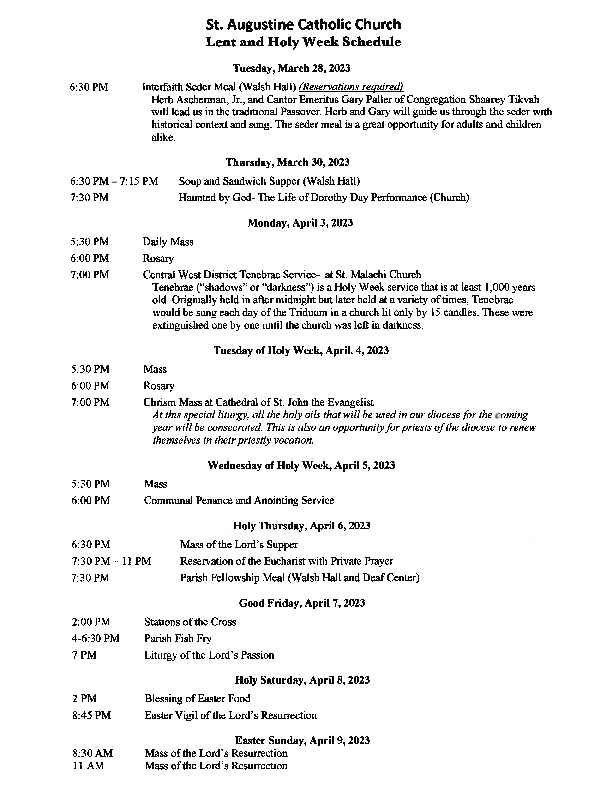 St. Augustine Catholic Church
Lent and Holy Week Schedule
Tuesday, March 28, 2023
6:30 PM Interfaith Seder Meal (Walsh Hall) (Reservations required)
Herb Ascherman, Jr., and Cantor Emeritus Gary Paller of Congregation Shaarey Tikvah
will lead us in the traditional Passover. Herb and Gary will guide us through the seder with
historical context and song. The seder meal is a great opportunity for adults and children
alike.
Thursday, March 30, 2023
6:30 PM – 7:15 PM Soup and Sandwich Supper (Walsh Hall)
7:30 PM Haunted by God- The Life of Dorothy Day Performance (Church)
Monday, April 3, 2023
5:30 PM Daily Mass
6:00 PM Rosary
7:00 PM Central West District Tenebrae Service– at St. Malachi Church
Tenebrae (“shadows” or “darkness”) is a Holy Week service that is at least 1,000 years
old. Originally held in after midnight but later held at a variety of times, Tenebrae
would be sung each day of the Triduum in a church lit only by 15 candles. These were
extinguished one by one until the church was left in darkness.
Tuesday of Holy Week, April. 4, 2023
5:30 PM Mass
6:00 PM Rosary
7:00 PM Chrism Mass at Cathedral of St. John the Evangelist
At this special liturgy, all the holy oils that will be used in our diocese for the coming
year will be consecrated. This is also an opportunity for priests of the diocese to renew
themselves in their priestly vocation.
Wednesday of Holy Week, April 5, 2023
5:30 PM Mass
6:00 PM Communal Penance and Anointing Service
Holy Thursday, April 6, 2023
6:30 PM Mass of the Lord’s Supper
7:30 PM – 11 PM Reservation of the Eucharist with Private Prayer
7:30 PM Parish Fellowship Meal (Walsh Hall and Deaf Center)
Good Friday, April 7, 2023
2:00 PM Stations of the Cross
4-6:30 PM Parish Fish Fry
7 PM Liturgy of the Lord’s Passion
Holy Saturday, April 8, 2023
2 PM Blessing of Easter Food
8:45 PM Easter Vigil of the Lord’s Resurrection
Easter Sunday, April 9, 2023
8:30 AM Mass of the Lord’s Resurrection
11 AM Mass of the Lord’s Resurrection